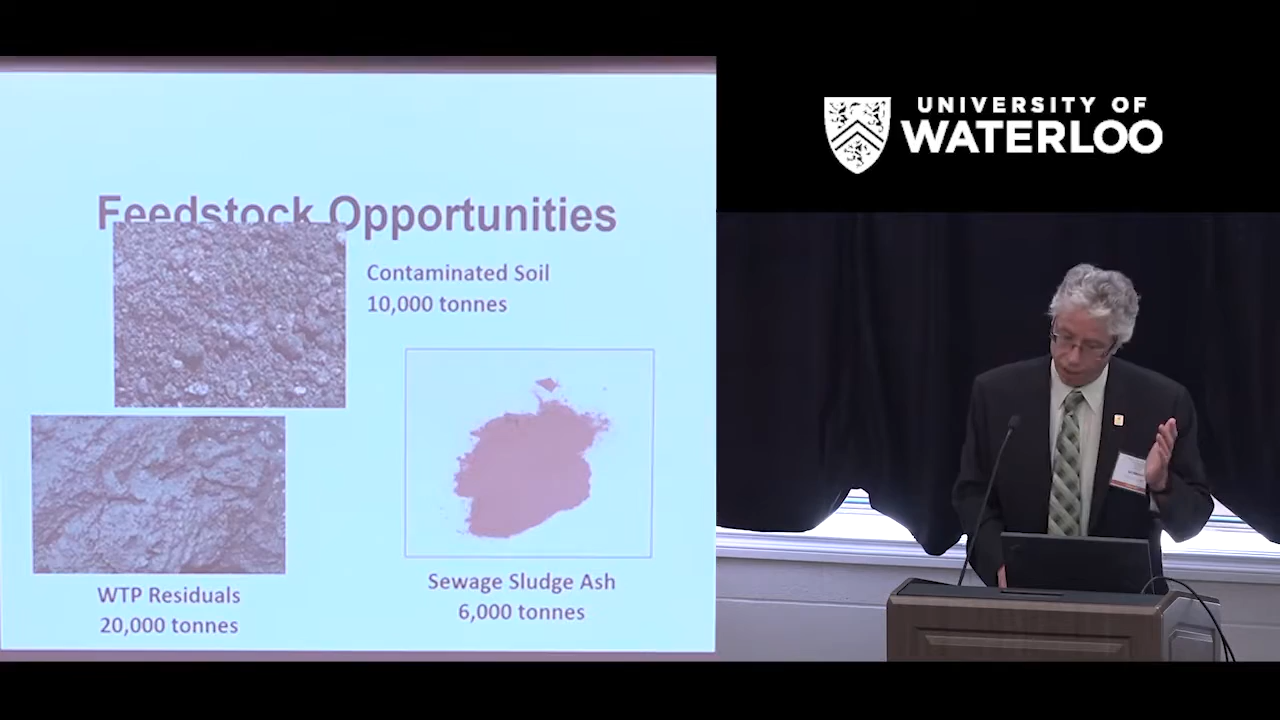 UNIVERSITY OF
WATERLOO
Feedstock Opportunities
Contaminated Soil
10,000 tonnes
WTP Residuals
20,000 tonnes
Sewage Sludge Ash
6,000 tonnes